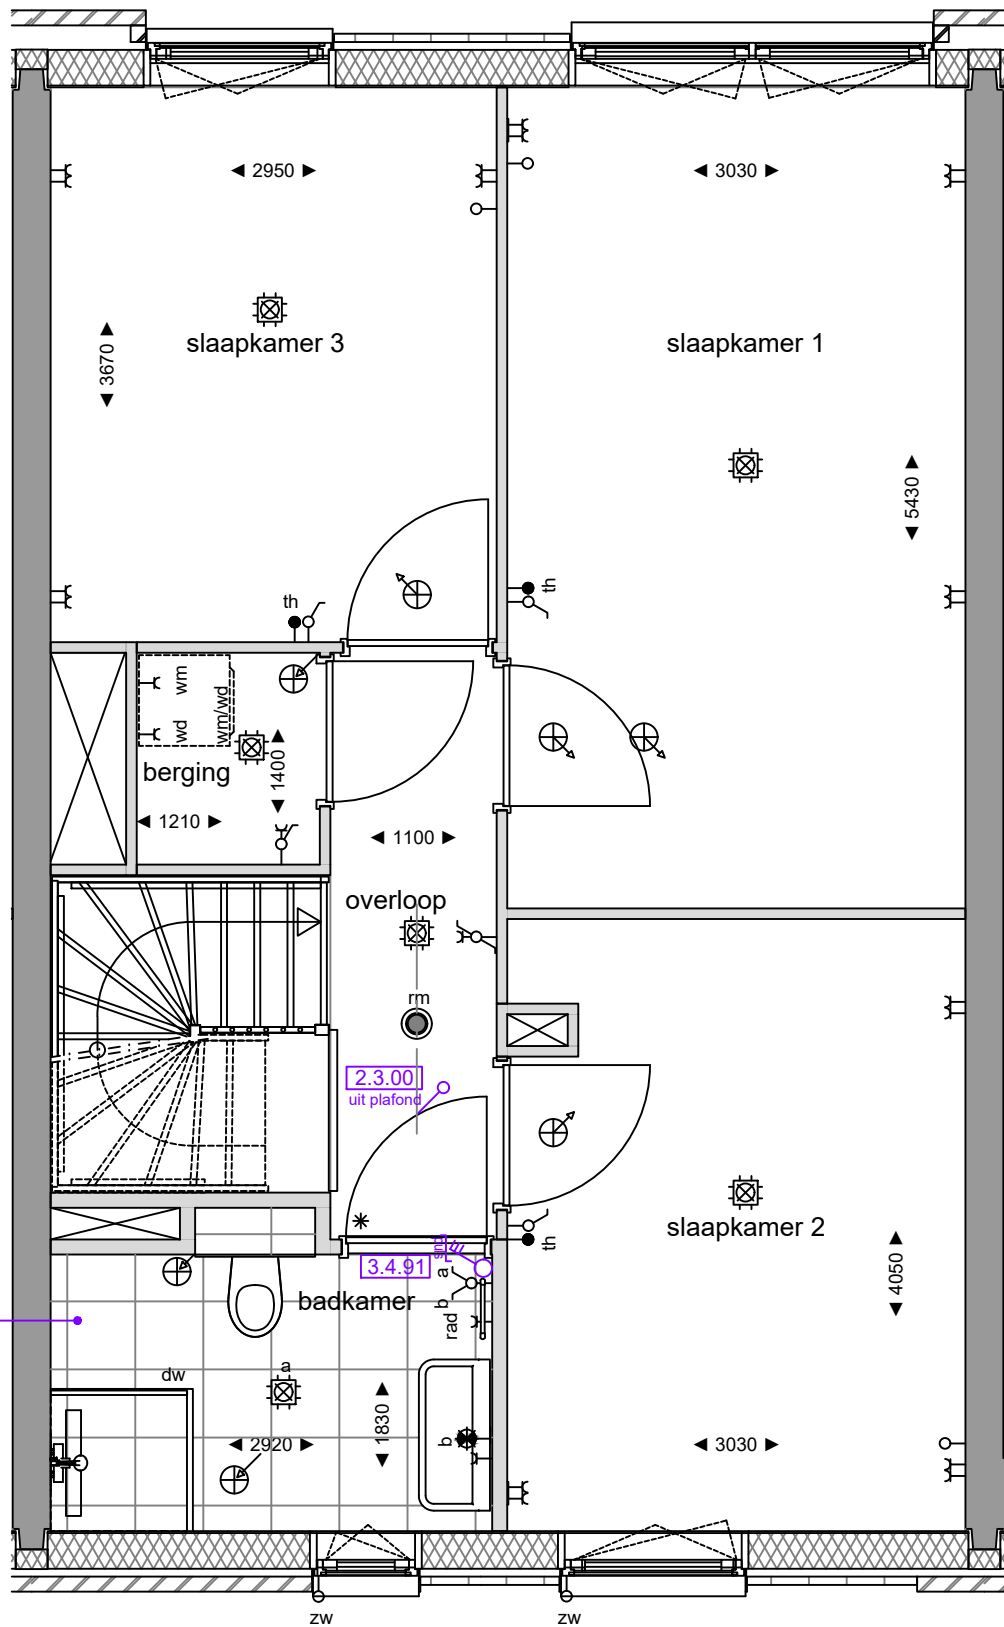 2950
3030
slaapkamer 3
slaapkamer 1
3670
5430
th
th
wm
wd
wm/wd
berging
1400
1210
1100
overloop
rm
2.3.00
uit plafond
slaapkamer 2
th
4050
3.4.91
snd
E
badkamer
a
b
rad
dw
a
b
1830
2920
3030
zw
zw